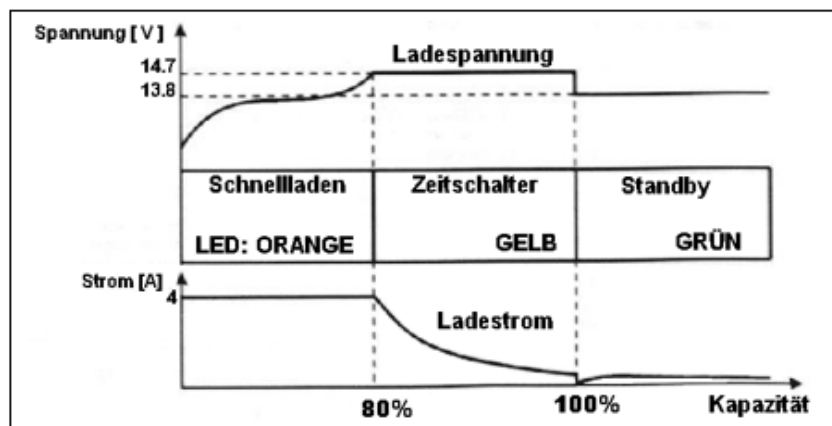 Spannung [ V ]
Ladespannung
14.7
13.8
Schnellladen Zeitschalter Standby
LED: ORANGE GELB GRÜN
Strom [A]
4
Ladestrom
80% 100% Kapazität